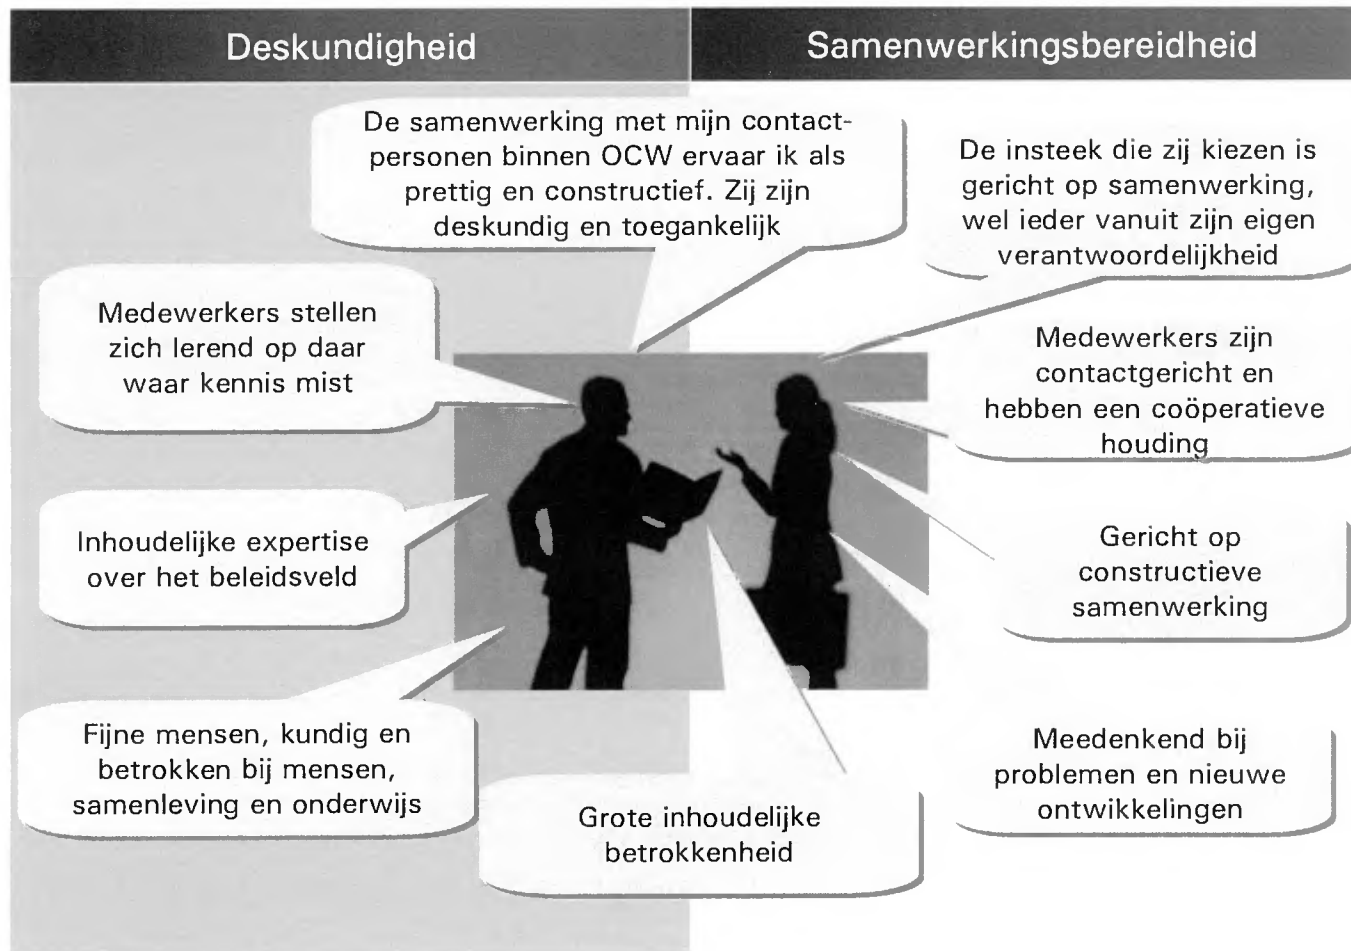 Deskundigheid
Samenwerkingsbereidheid
De samenwerking met mijn contact-
personen binnen OCW ervaar ik als
prettig en constructief. Zij zijn
deskundig en toegankelijk
De insteek die zij kiezen is
gericht op samenwerking,
wel ieder vanuit zijn eigen
verantwoordelijkheid
Medewerkers stellen
zich lerend op daar
waar kennis mist
Medewerkers zijn
contactgericht en
hebben een coöperatieve
houding
Inhoudelijke expertise
over het beleidsveld
Gericht op
constructieve
samenwerking
Fijne mensen, kundig en
betrokken bij mensen,
samenleving en onderwijs
Grote inhoudelijke
betrokkenheid
Meedenkend bij
problemen en nieuwe
ontwikkelingen